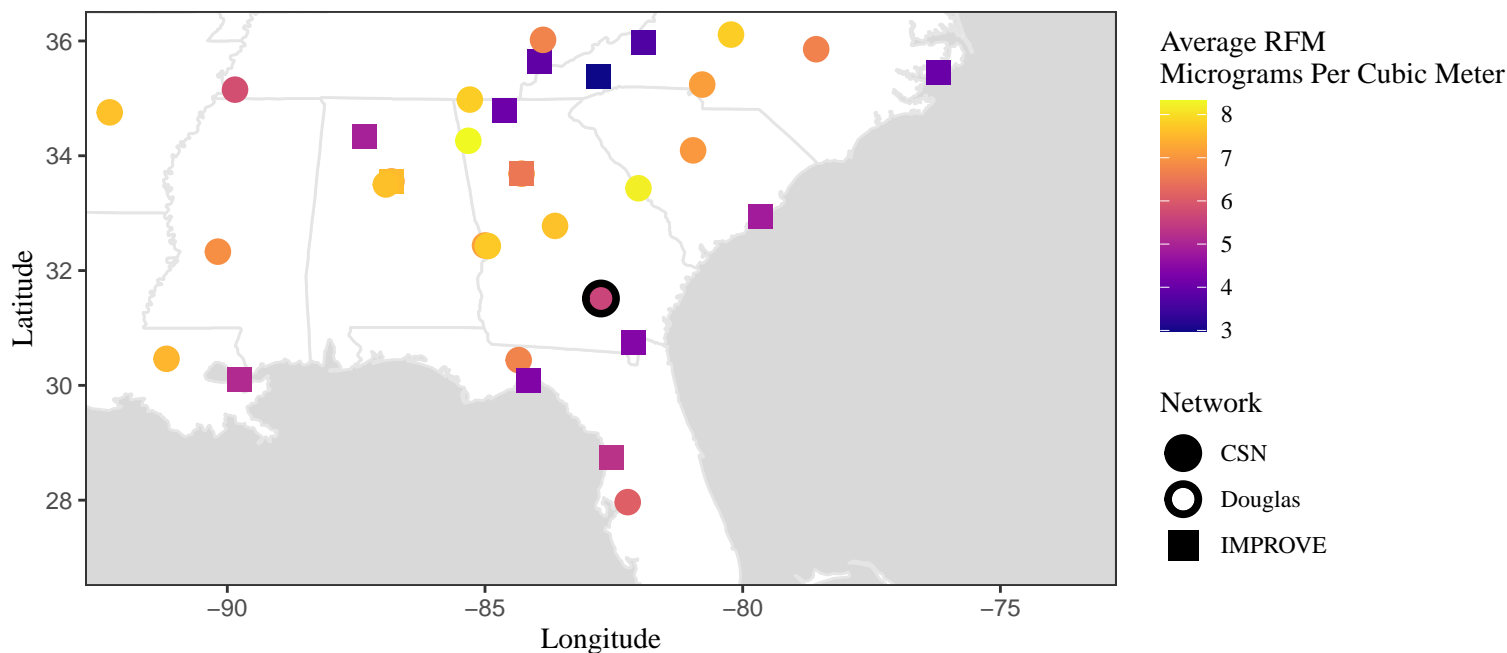 36
34
32
30
28
Latitude
−90
−85
−80
−75
Longitude
Average RFM
Micrograms Per Cubic Meter
8
7
6
5
4
3
Network
CSN
Douglas
IMPROVE